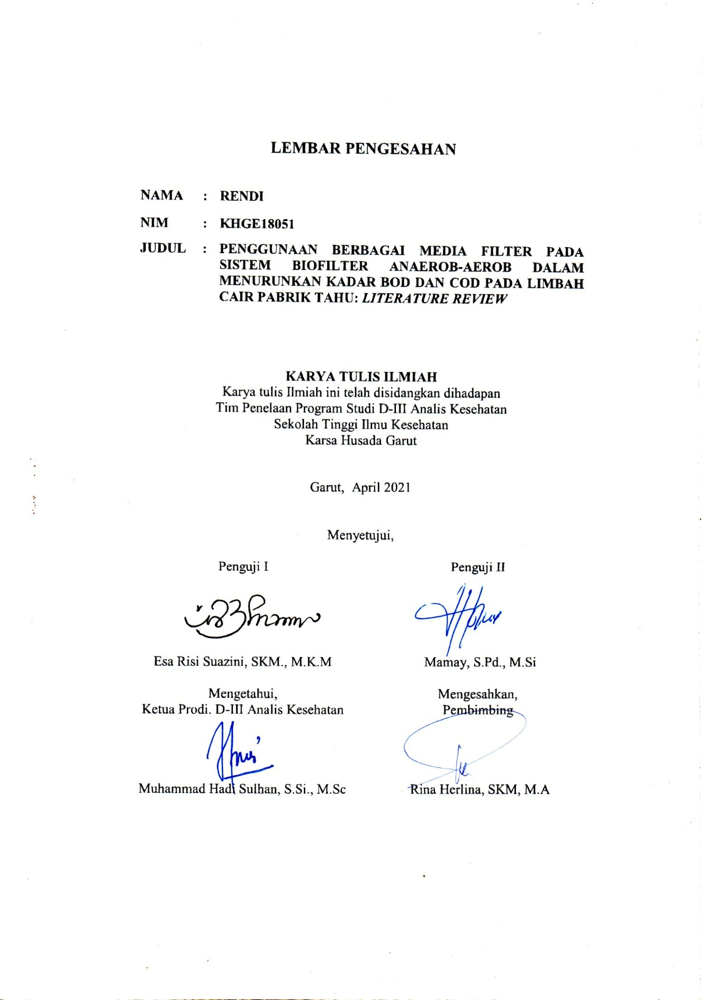 LEMBAR PENGESAHAN
NAMA : RENDI
NIM : KHGE18051
JUDUL : PENGGUNAAN BERBAGAI MEDIA FILTER PADA
SISTEM BIOFILTER ANAEROB-AEROB DALAM
MENURUNKAN KADAR BOD DAN COD PADA LIMBAH
CAIR PABRIK TAHU: LITERATURE REVIEW
KARYA TULIS ILMIAH
Karya tulis Ilmiah ini telah disidangkan dihadapan
Tim Penelaan Program Studi D-III Analis Kesehatan
Sekolah Tinggi Ilmu Kesehatan
Karsa Husada Garut
Garut, April 2021
Menyetujui,
Penguji I
Penguji II
Esa Risi Suazini, SKM., M.K.M
Mamay, S.Pd., M.Si
Mengetahui,
Ketua Prodi. D-III Analis Kesehatan
Mengesahkan,
Pembimbing
Muhammad Hadi Sulhan, S.Si., M.Sc
Rina Herlina, SKM, M.A